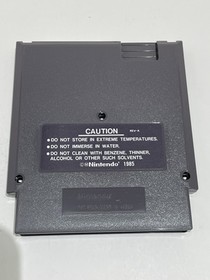 CAUTION
REV-A
• DO NOT STORE IN EXTREME TEMPERATURES.
• DO NOT IMMERSE IN WATER.
• DO NOT CLEAN WITH BENZENE, THINNER,
ALCOHOL OR OTHER SUCH SOLVENTS.
©®Nintendo® 1985